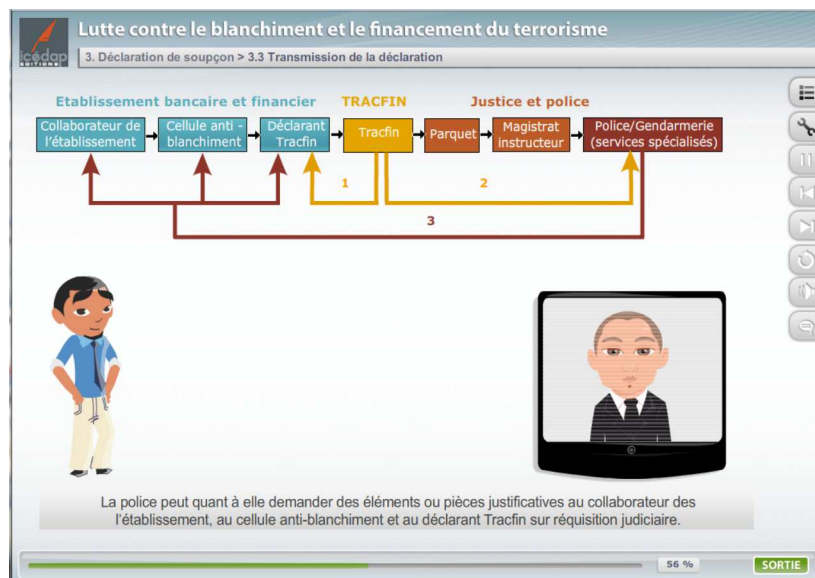 Lutte contre le blanchiment et le financement du terrorisme
icédap
EDITIONS
3. Déclaration de soupçon > 3.3 Transmission de la déclaration
Etablissement bancaire et financier
TRACFIN
Justice et police
Collaborateur de
l'établissement
Cellule anti -
blanchiment
Déclarant
Tracfin
Tracfin
Parquet
Magistrat
instructeur
Police/Gendarmerie
(services spécialisés)
1
2
3
La police peut quant à elle demander des éléments ou pièces justificatives au collaborateur des
l'établissement, au cellule anti-blanchiment et au déclarant Tracfin sur réquisition judiciaire.
56 %
SORTIE